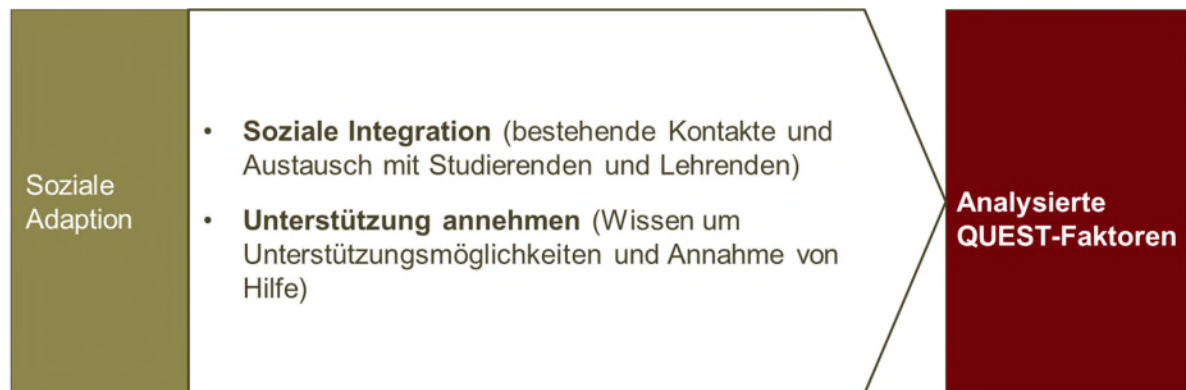 Soziale
Adaption
• Soziale Integration (bestehende Kontakte und
Austausch mit Studierenden und Lehrenden)
• Unterstützung annehmen (Wissen um
Unterstützungsmöglichkeiten und Annahme von
Hilfe)
Analysierte
QUEST-Faktoren